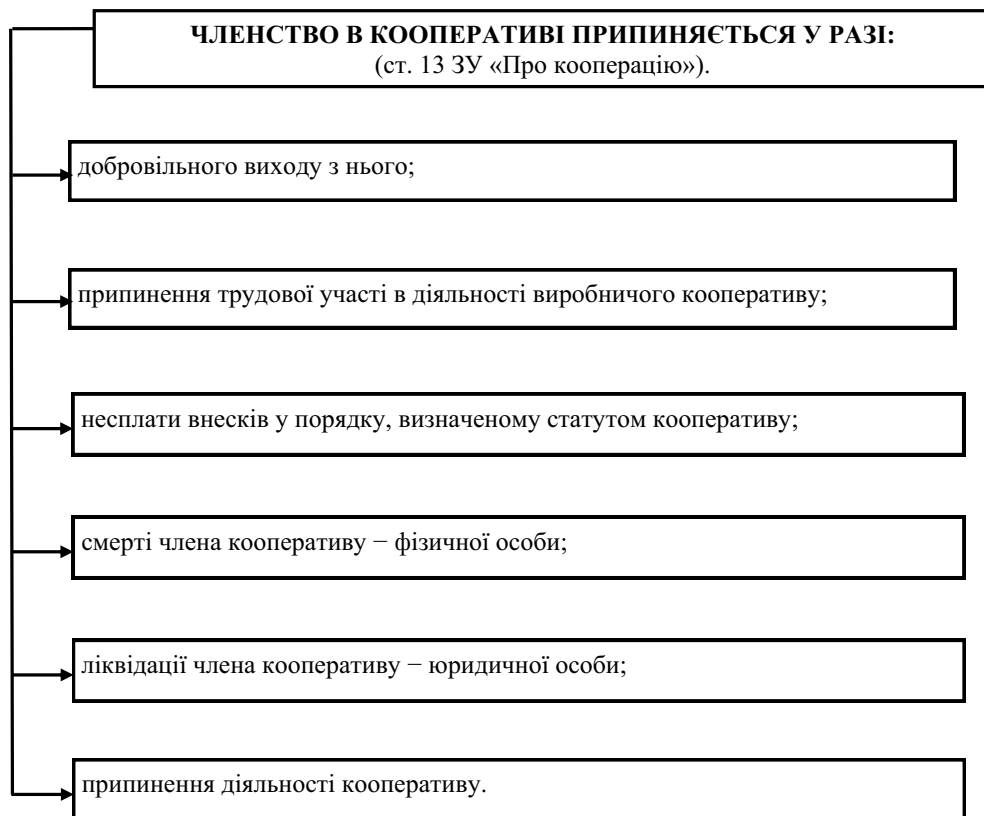 ЧЛЕНСТВО В КООПЕРАТИВІ ПРИПИНЯЄТЬСЯ У РАЗІ:
(ст. 13 ЗУ «Про кооперацію»).
добровільного виходу з нього;
припинення трудової участі в діяльності виробничого кооперативу;
несплати внесків у порядку, визначеному статутом кооперативу;
смерті члена кооперативу − фізичної особи;
ліквідації члена кооперативу − юридичної особи;
припинення діяльності кооперативу.